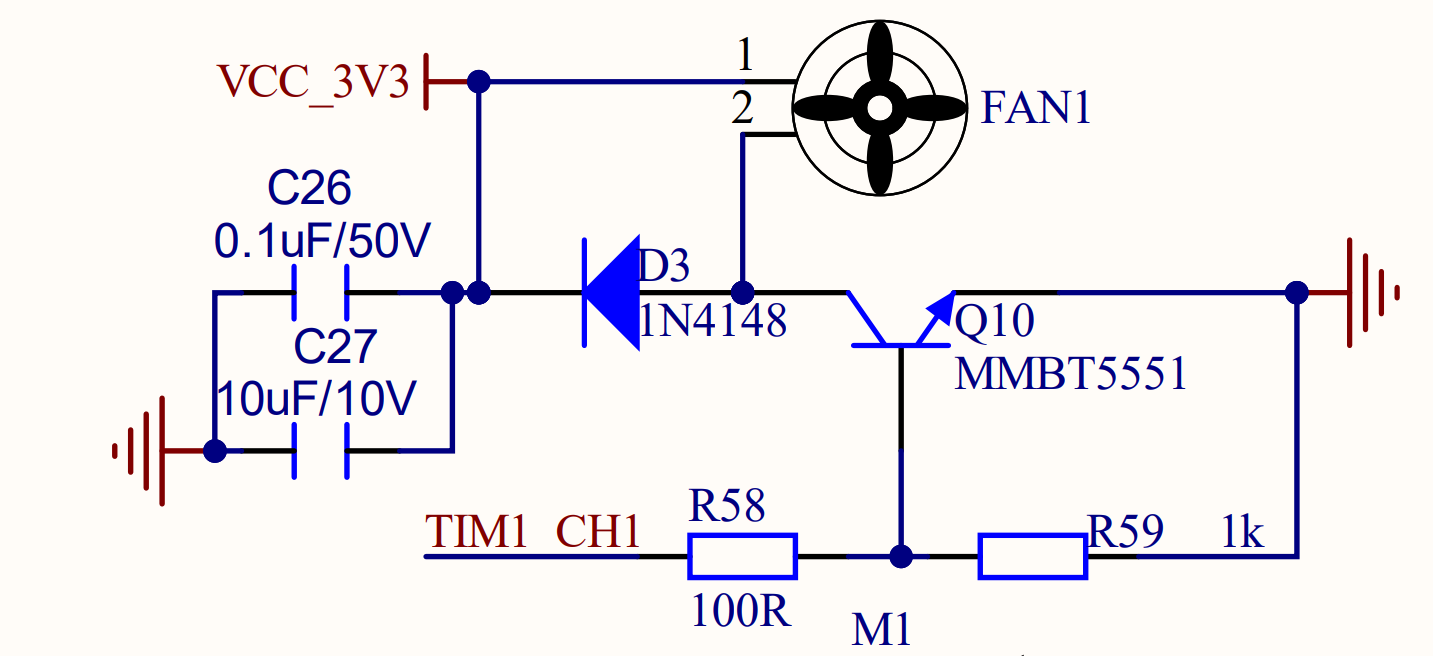 1
VCC_3V3
2
FAN1
C26
0.1uF/50V
D3
1N4148
Q10
C27
MMBT5551
10uF/10V
R58
TIM1_CH1
R59
1k
100R
M1